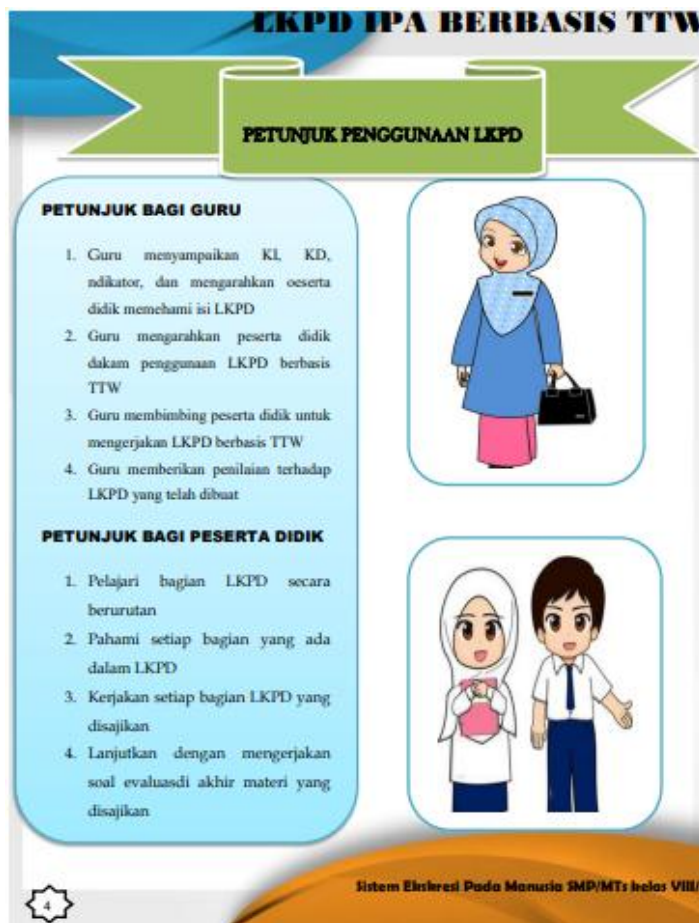 LKPD IPA BERBASIS TTW
PETUNJUK PENGGUNAAN LKPD
PETUNJUK BAGI GURU
1. Guru menyampaikan KI, KD,
ndikator, dan mengarahkan oeserta
didik memehami isi LKPD
2. Guru mengarahkan peserta didik
dakam penggunaan LKPD berbasis
TTW
3. Guru membimbing peserta didik untuk
mengerjakan LKPD berbasis TTW
4. Guru memberikan penilaian terhadap
LKPD yang telah dibuat
PETUNJUK BAGI PESERTA DIDIK
1. Pelajari bagian LKPD secara
berurutan
2. Pahami setiap bagian yang ada
dalam LKPD
3. Kerjakan setiap bagian LKPD yang
disajikan
4. Lanjutkan dengan mengerjakan
soal evaluasdi akhir materi yang
disajikan
Sistem Ekskresi Pada Manusia SMP/MTs kelas VIII/
4